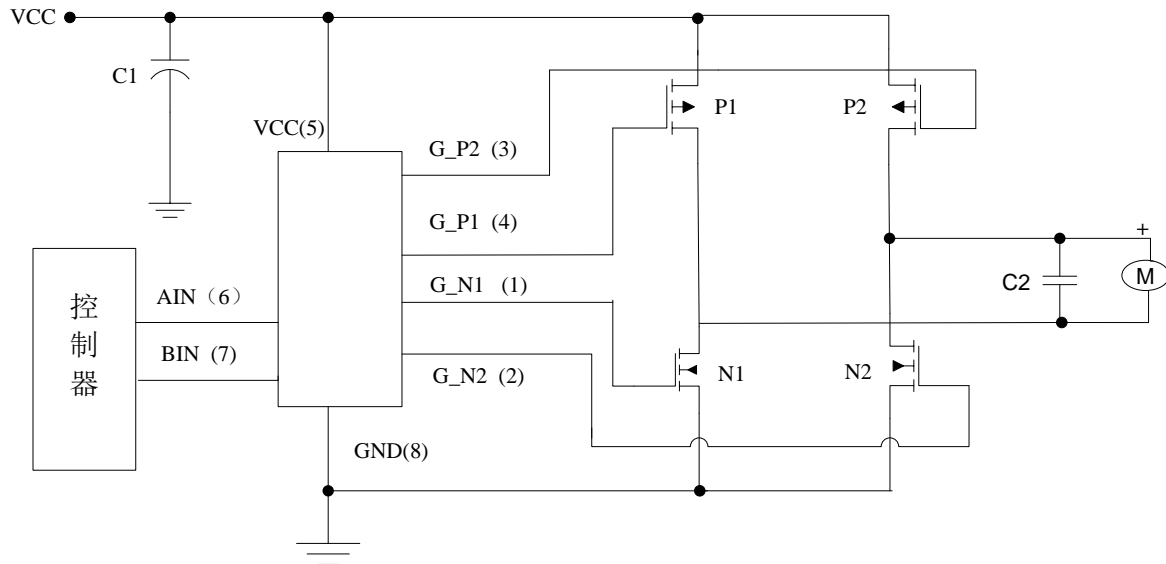 VCC
C1
VCC(5)
G_P2 (3)
P1
P2
G_P1 (4)
+
AIN（6）
G_N1 (1)
C2
M
控制器
BIN (7)
G_N2 (2)
N1
N2
GND(8)